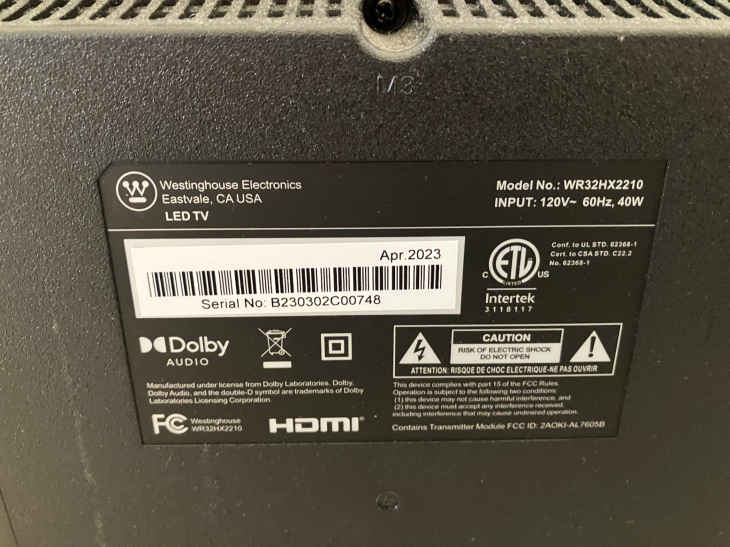 M3
Westinghouse Electronics
Eastvale, CA USA
LED TV
Model No.: WR32HX2210
INPUT: 120V~ 60Hz, 40W
Apr.2023
Serial No: B230302C00748
C ETL US
LISTED
Intertek
3118117
Conf. to UL STD. 62368-1
Cert. to CSA STD. C22.2
No. 62368-1
Dolby
AUDIO
CAUTION
RISK OF ELECTRIC SHOCK
DO NOT OPEN
ATTENTION: RISQUE DE CHOC ELECTRIQUE-NE PAS OUVRIR
Manufactured under license from Dolby Laboratories. Dolby,
Dolby Audio, and the double-D symbol are trademarks of Dolby
Laboratories Licensing Corporation.
This device complies with part 15 of the FCC Rules.
Operation is subject to the following two conditions:
(1) this device may not cause harmful interference, and
(2) this device must accept any interference received,
including interference that may cause undesired operation.
FC Westinghouse
WR32HX2210
HDMI
Contains Transmitter Module FCC ID: 2AOKI-AL7605B